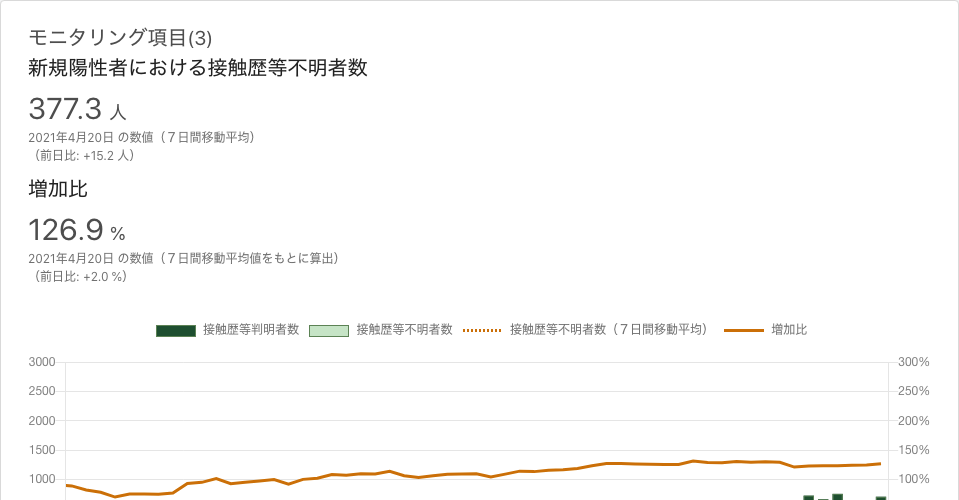 モニタリング項目(3)
新規陽性者における接触歴等不明者数
377.3 人
2021年4月20日 の数値（７日間移動平均）
（前日比: +15.2 人）
増加比
126.9 %
2021年4月20日 の数値（７日間移動平均値をもとに算出）
（前日比: +2.0 %）
接触歴等判明者数 接触歴等不明者数 接触歴等不明者数（７日間移動平均） 増加比
3000 300%
2500 250%
2000 200%
1500 150%
1000 100%